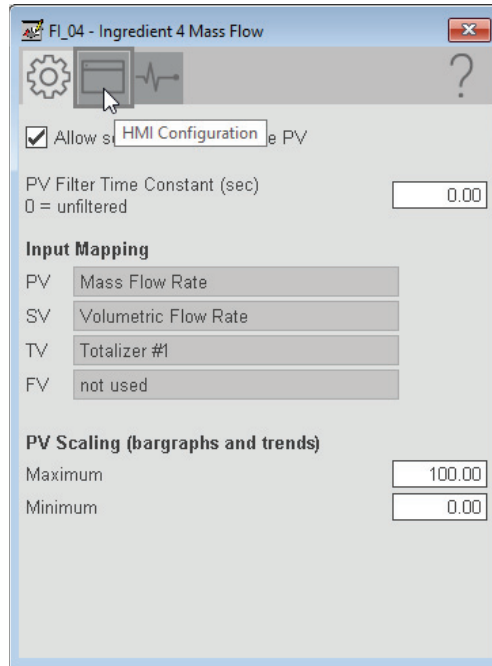 FI_04 - Ingredient 4 Mass Flow
?
Allow s HMI Configuration e PV
PV Filter Time Constant (sec)
0.00
0 = unfiltered
Input Mapping
PV Mass Flow Rate
SV Volumetric Flow Rate
TV Totalizer #1
FV not used
PV Scaling (bargraphs and trends)
Maximum 100.00
Minimum 0.00